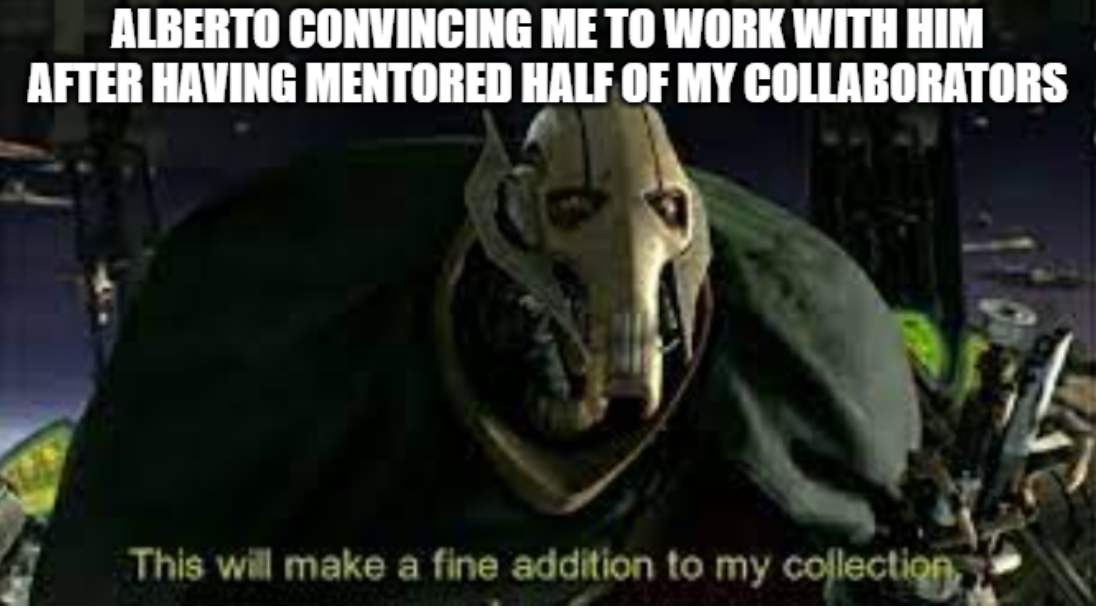 ALBERTO CONVINCING ME TO WORK WITH HIM
AFTER HAVING MENTORED HALF OF MY COLLABORATORS
This will make a fine addition to my collection.